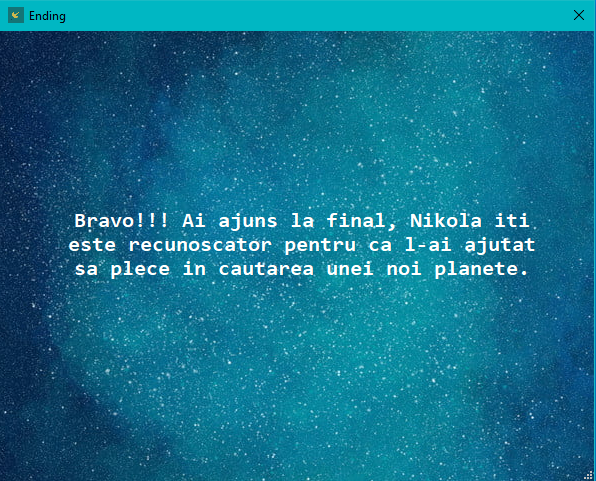 Ending
Bravo!!! Ai ajuns la final, Nikola iti
este recunoscator pentru ca l-ai ajutat
sa plece in cautarea unei noi planete.